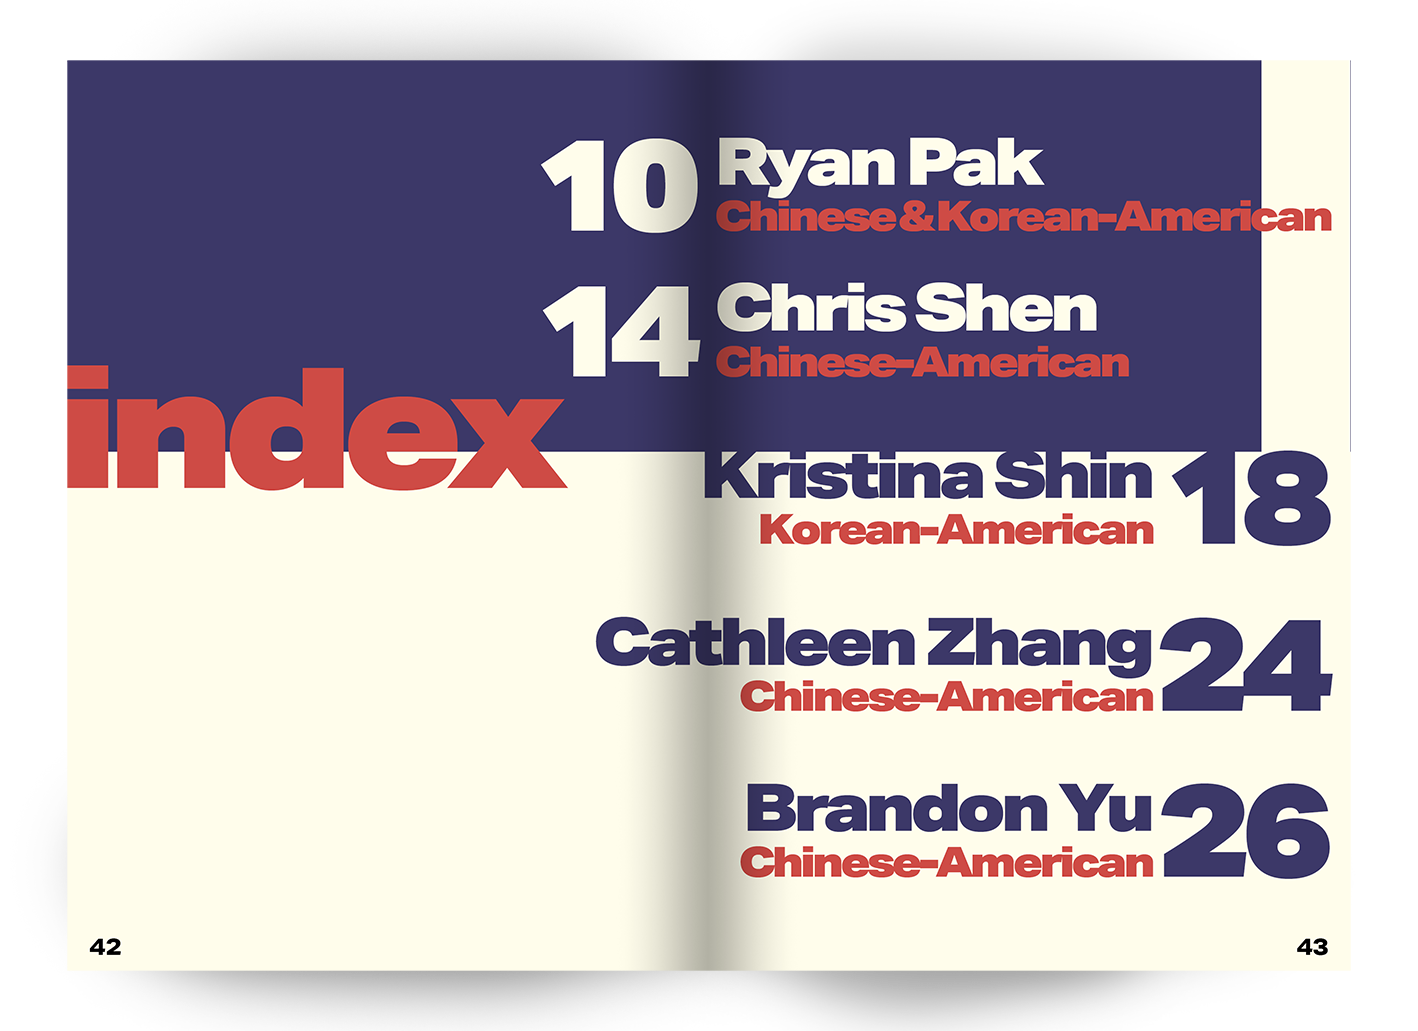 10 Ryan Pak
Chinese & Korean-American
14 Chris Shen
Chinese-American
index
Kristina Shin 18
Korean-American
Cathleen Zhang 24
Chinese-American
Brandon Yu 26
Chinese-American
42
43